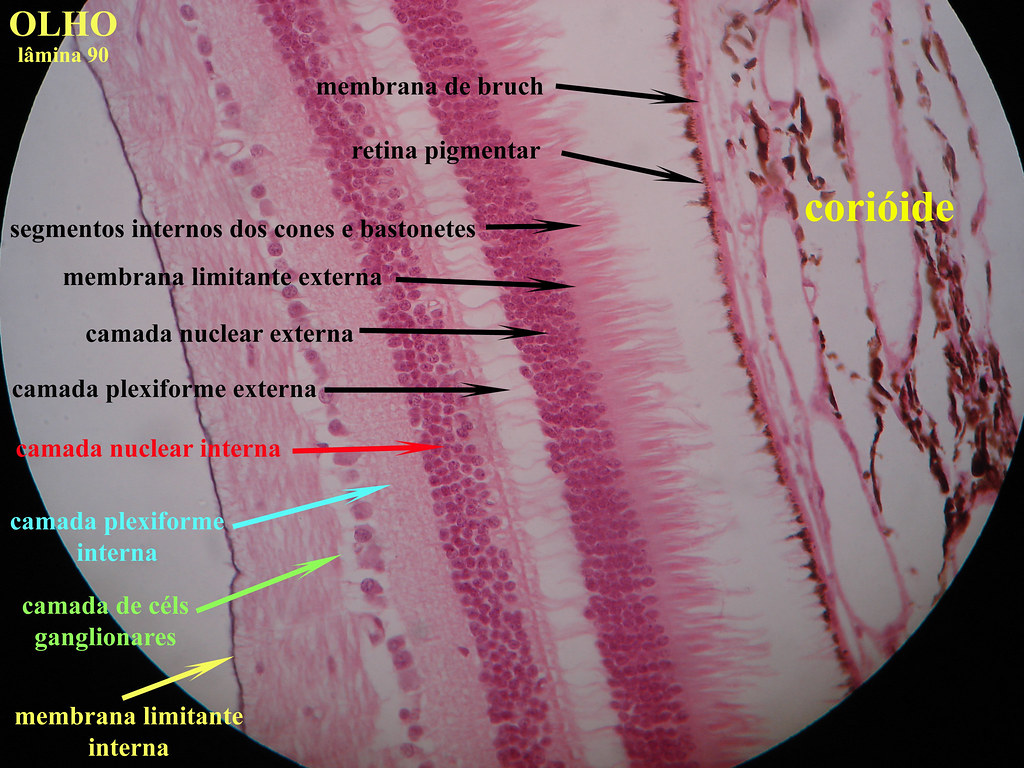 OLHO
lâmina 90
membrana de bruch
retina pigmentar
corióide
segmentos internos dos cones e bastonetes
membrana limitante externa
camada nuclear externa
camada plexiforme externa
camada nuclear interna
camada plexiforme
interna
camada de céls
ganglionares
membrana limitante
interna